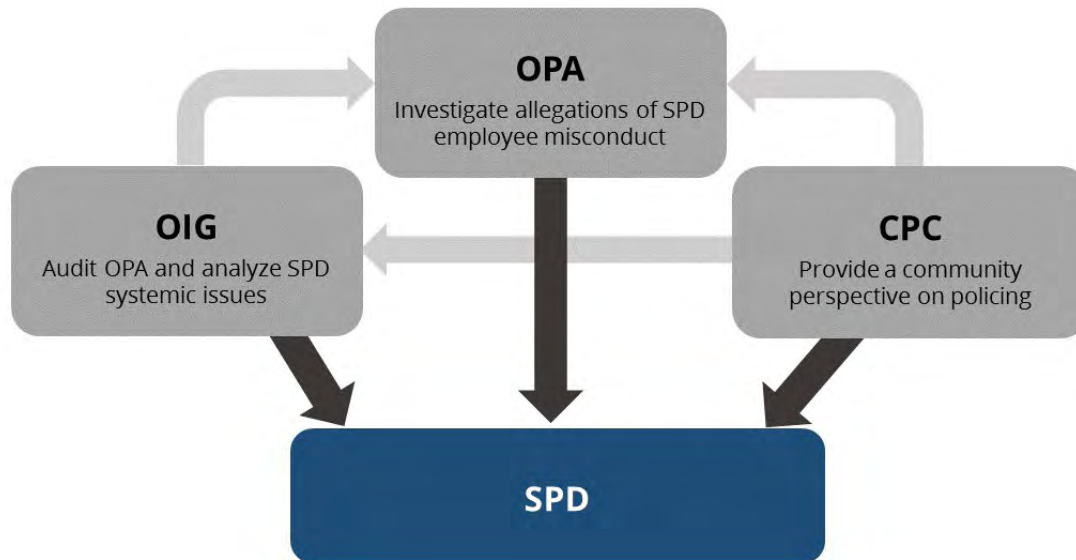 OPA
Investigate allegations of SPD
employee misconduct
OIG
Audit OPA and analyze SPD
systemic issues
CPC
Provide a community
perspective on policing
SPD